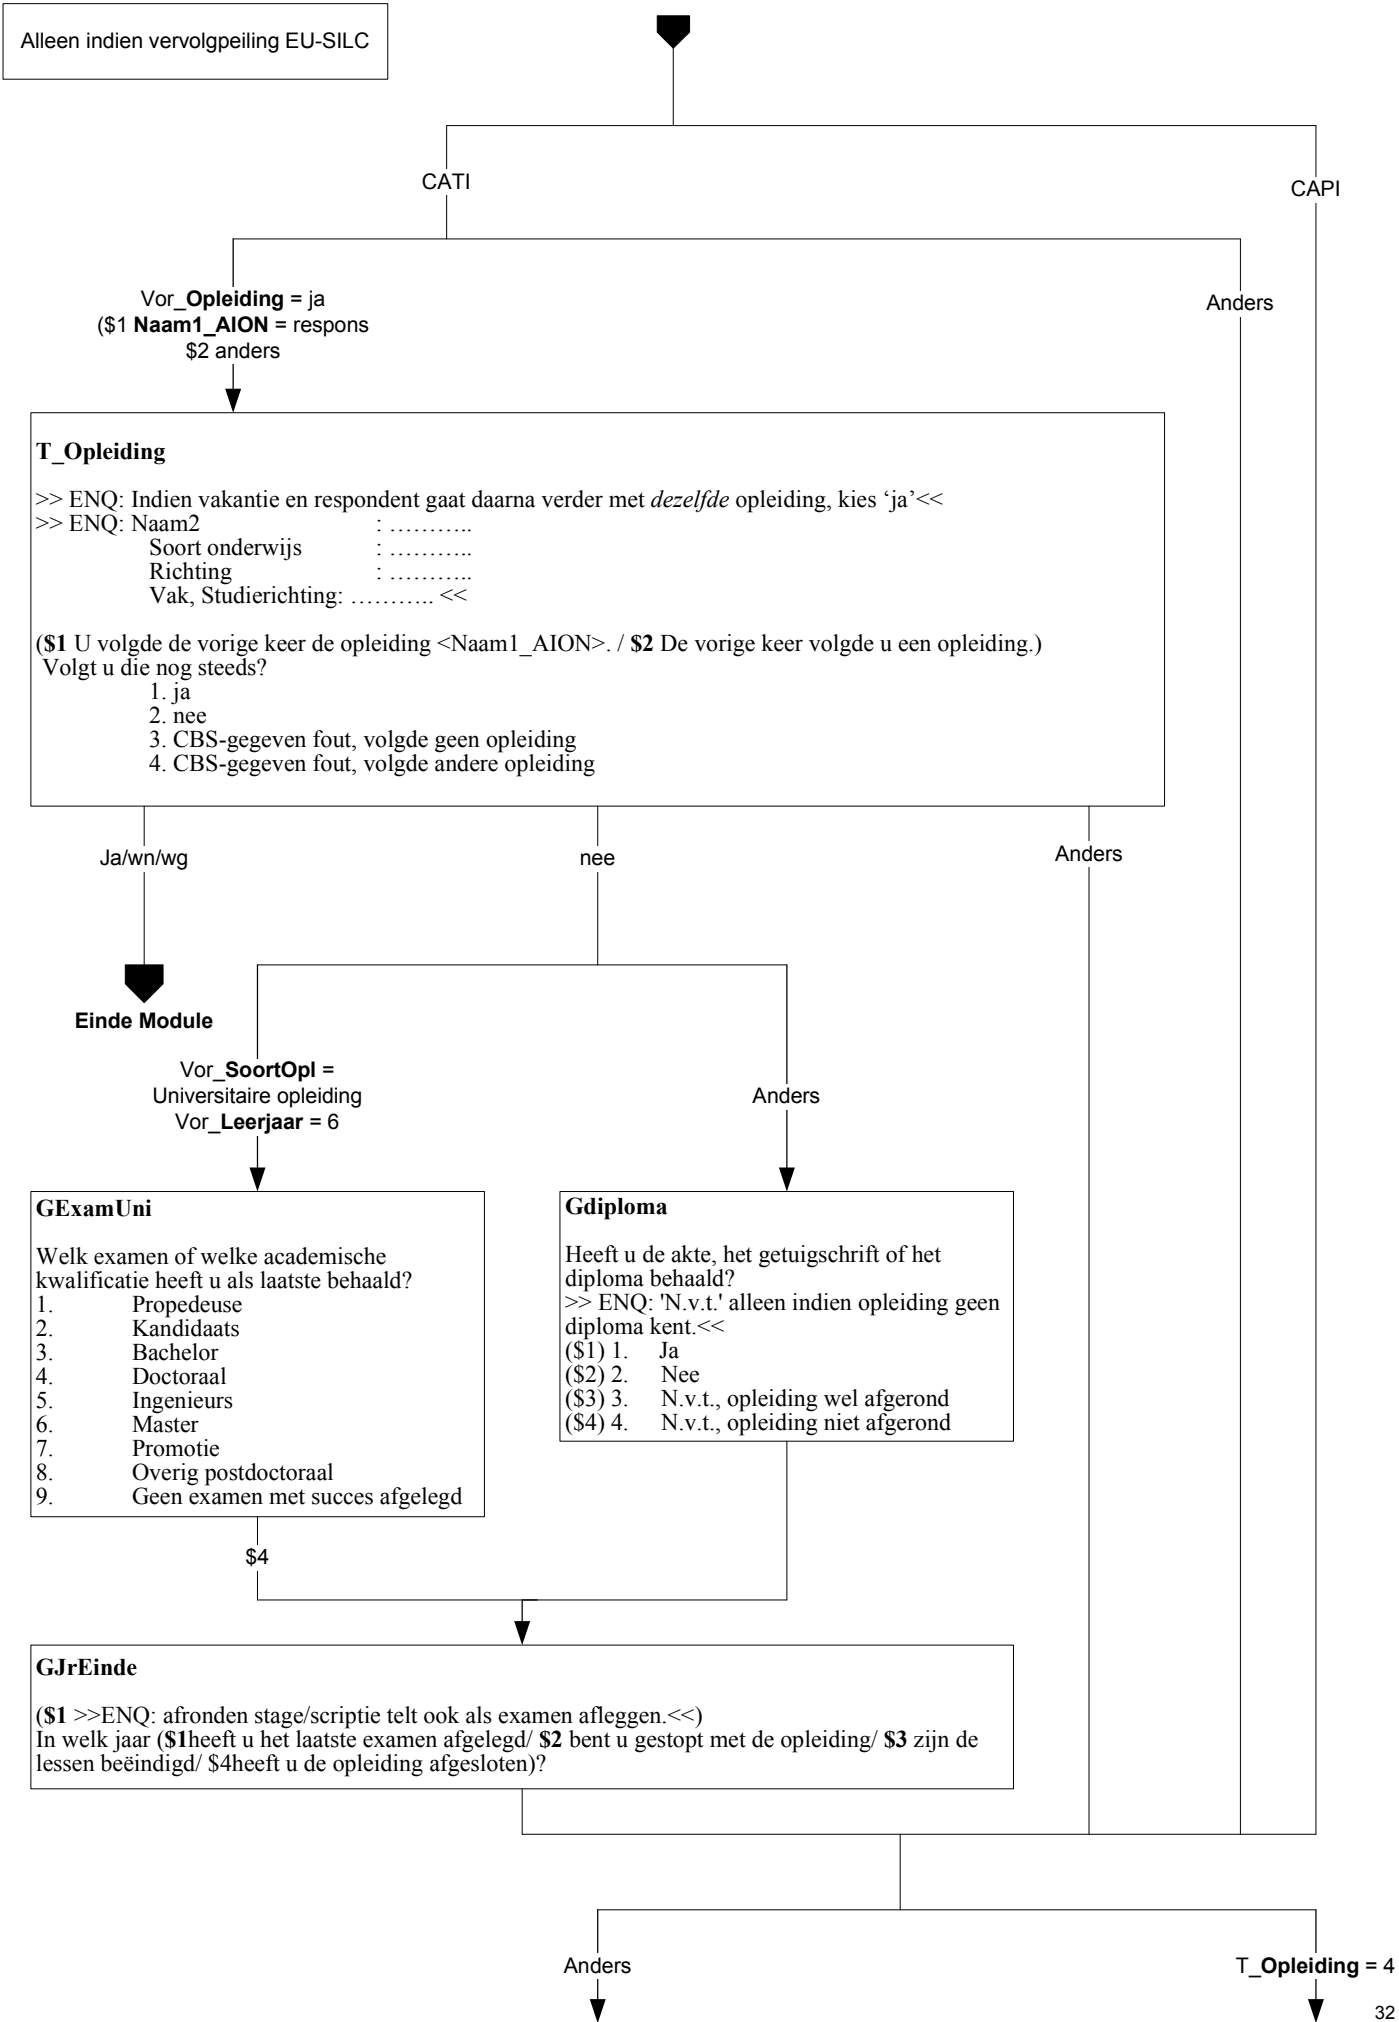 Alleen indien vervolgpeiling EU-SILC
CATI
CAPI
Vor_Opleiding = ja
($1 Naam1_AION = respons
$2 anders
Anders
T_Opleiding
>> ENQ: Indien vakantie en respondent gaat daarna verder met dezelfde opleiding, kies ‘ja’<<
>> ENQ: Naam2 : ………..
Soort onderwijs : ………..
Richting : ………..
Vak, Studierichting: ……….. <<
($1 U volgde de vorige keer de opleiding <Naam1_AION>. / $2 De vorige keer volgde u een opleiding.)
Volgt u die nog steeds?
1. ja
2. nee
3. CBS-gegeven fout, volgde geen opleiding
4. CBS-gegeven fout, volgde andere opleiding
Ja/wn/wg
nee
Anders
Einde Module
Vor_SoortOpl =
Universitaire opleiding
Vor_Leerjaar = 6
Anders
GExamUni
Welk examen of welke academische
kwalificatie heeft u als laatste behaald?
1. Propedeuse
2. Kandidaats
3. Bachelor
4. Doctoraal
5. Ingenieurs
6. Master
7. Promotie
8. Overig postdoctoraal
9. Geen examen met succes afgelegd
Gdiploma
Heeft u de akte, het getuigschrift of het
diploma behaald?
>> ENQ: 'N.v.t.' alleen indien opleiding geen
diploma kent.<<
($1) 1. Ja
($2) 2. Nee
($3) 3. N.v.t., opleiding wel afgerond
($4) 4. N.v.t., opleiding niet afgerond
$4
GJrEinde
($1 >>ENQ: afronden stage/scriptie telt ook als examen afleggen.<<)
In welk jaar ($1heeft u het laatste examen afgelegd/ $2 bent u gestopt met de opleiding/ $3 zijn de
lessen beëindigd/ $4heeft u de opleiding afgesloten)?
Anders
T_Opleiding = 4
32